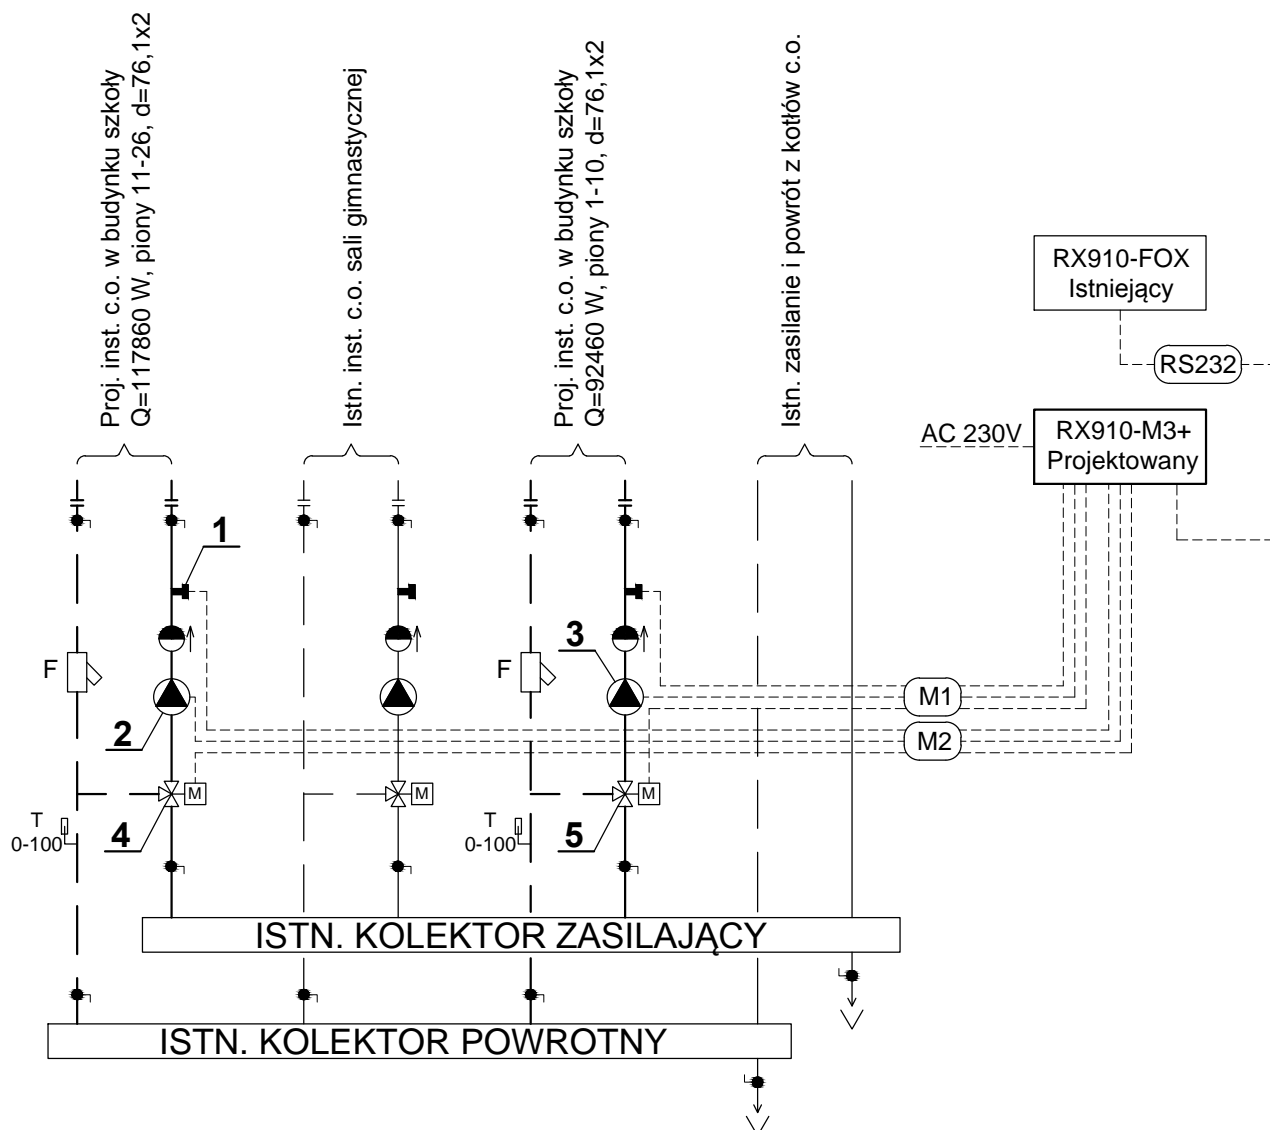 Proj. inst. c.o. w budynku szkoły
Q=117860 W, piony 11-26, d=76,1x2
Istn. inst. c.o. sali gimnastycznej
Proj. inst. c.o. w budynku szkoły
Q=92460 W, piony 1-10, d=76,1x2
Istn. zasilanie i powrót z kotłów c.o.
RX910-FOX
Istniejący
RS232
AC 230V
RX910-M3+
Projektowany
1
F
2
F
3
M1
M2
M
M
M
T
0-100
4
T
0-100
5
ISTN. KOLEKTOR ZASILAJĄCY
ISTN. KOLEKTOR POWROTNY